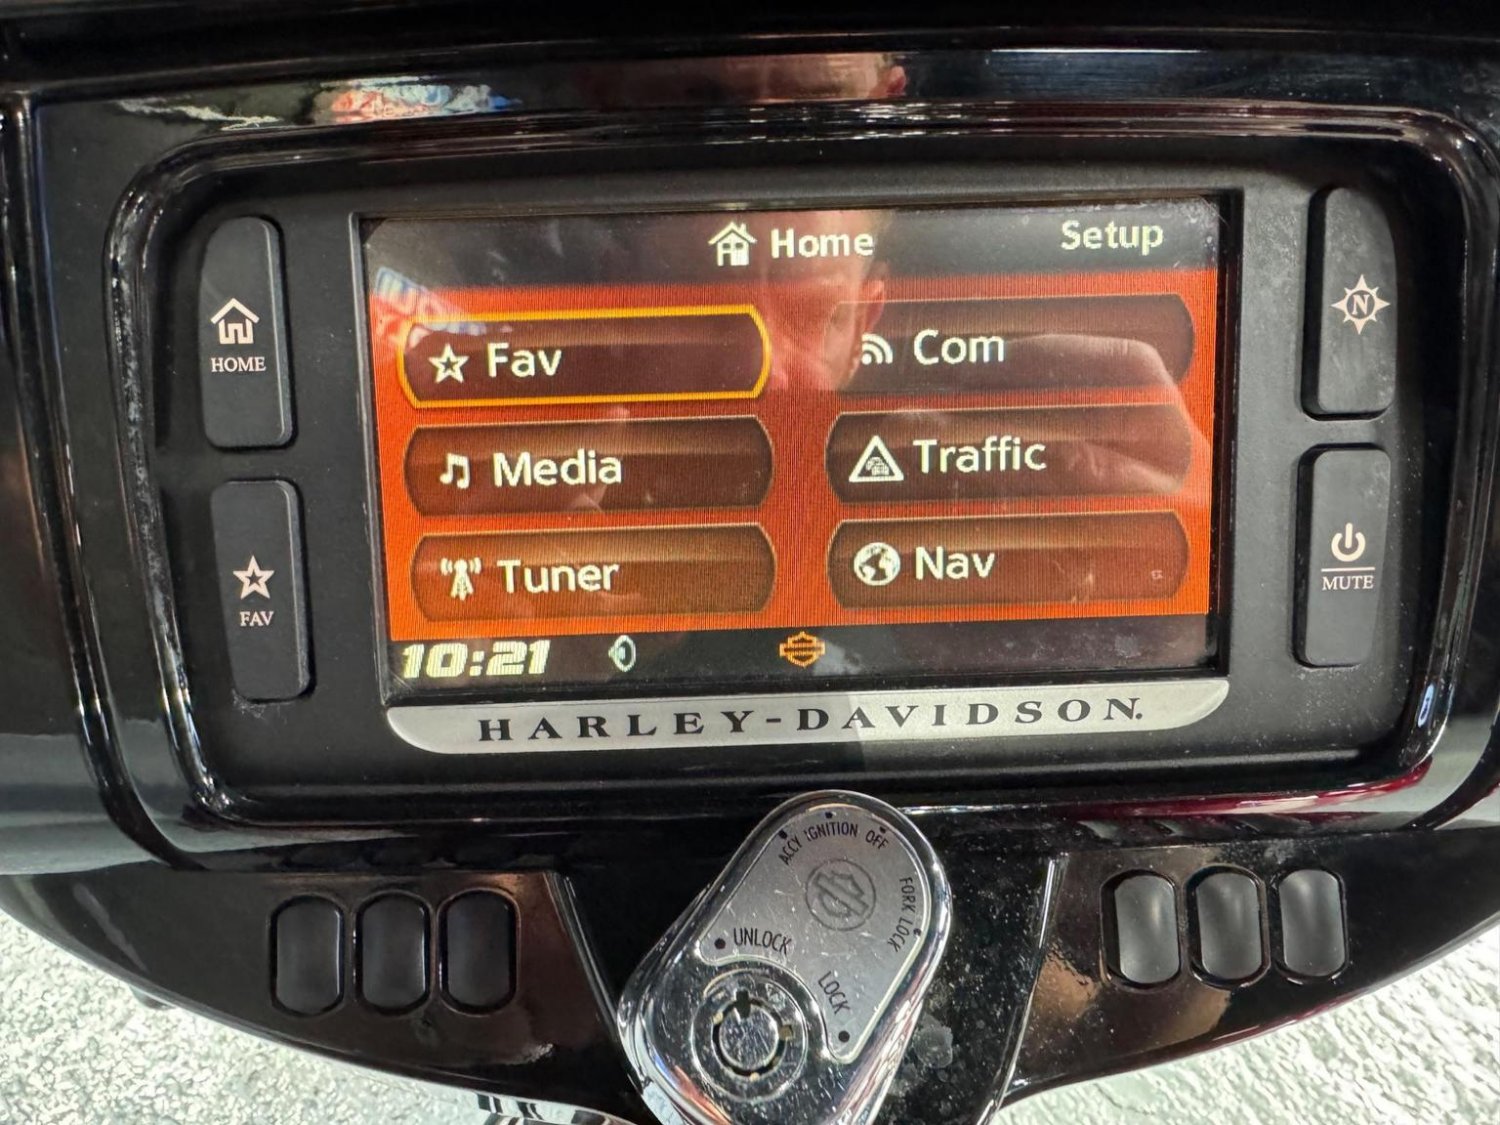 Home
Setup
Fav
Com
Media
Traffic
Tuner
Nav
10:21
HOME
FAV
N
MUTE
HARLEY-DAVIDSON
ACCY IGNITION OFF
FORK LOCK
UNLOCK
LOCK